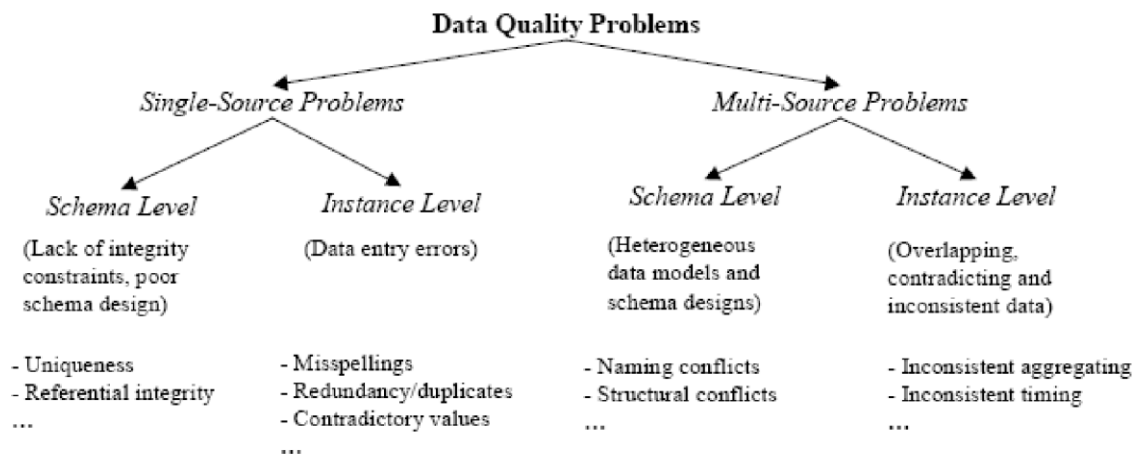 Data Quality Problems
Single-Source Problems
Multi-Source Problems
Schema Level
Instance Level
Schema Level
Instance Level
(Lack of integrity
constraints, poor
schema design)
(Data entry errors)
(Heterogeneous
data models and
schema designs)
(Overlapping,
contradicting and
inconsistent data)
- Uniqueness
- Referential integrity
...
- Misspellings
- Redundancy/duplicates
- Contradictory values
...
- Naming conflicts
- Structural conflicts
...
- Inconsistent aggregating
- Inconsistent timing
...